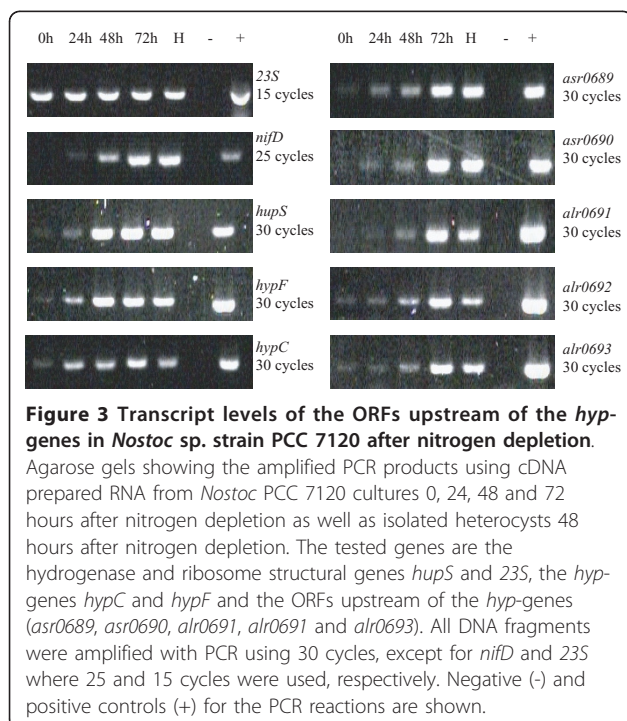 0h 24h 48h 72h H - +
23S
15 cycles
nifD
25 cycles
hupS
30 cycles
hypF
30 cycles
hypC
30 cycles
0h 24h 48h 72h H - +
asr0689
30 cycles
asr0690
30 cycles
alr0691
30 cycles
alr0692
30 cycles
alr0693
30 cycles
Figure 3 Transcript levels of the ORFs upstream of the hyp-
genes in Nostoc sp. strain PCC 7120 after nitrogen depletion.
Agarose gels showing the amplified PCR products using cDNA
prepared RNA from Nostoc PCC 7120 cultures 0, 24, 48 and 72
hours after nitrogen depletion as well as isolated heterocysts 48
hours after nitrogen depletion. The tested genes are the
hydrogenase and ribosome structural genes hupS and 23S, the hyp-
genes hypC and hypF and the ORFs upstream of the hyp-genes
(asr0689, asr0690, alr0691, alr0691 and alr0693). All DNA fragments
were amplified with PCR using 30 cycles, except for nifD and 23S
where 25 and 15 cycles were used, respectively. Negative (-) and
positive controls (+) for the PCR reactions are shown.